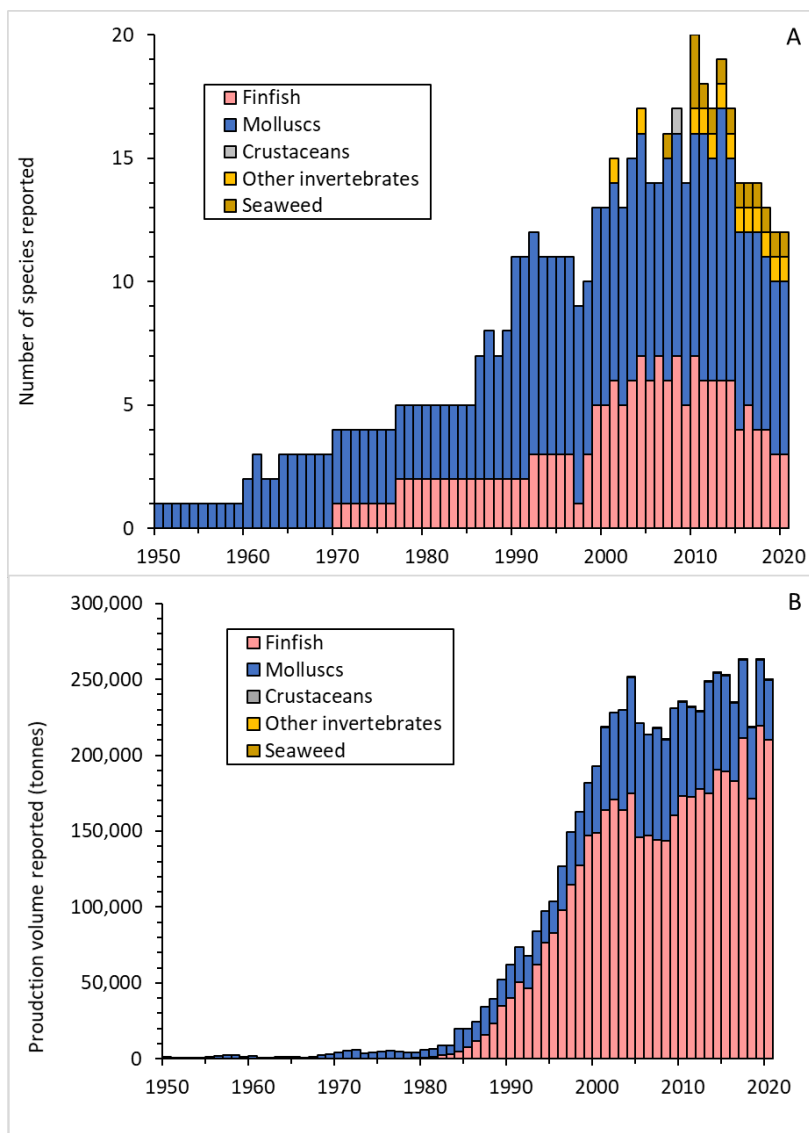 A
20
15
10
5
0
Number of species reported
Finfish
Molluscs
Crustaceans
Other invertebrates
Seaweed
1950 1960 1970 1980 1990 2000 2010 2020
B
300,000
250,000
200,000
150,000
100,000
50,000
0
Proudction volume reported (tonnes)
Finfish
Molluscs
Crustaceans
Other invertebrates
Seaweed
1950 1960 1970 1980 1990 2000 2010 2020